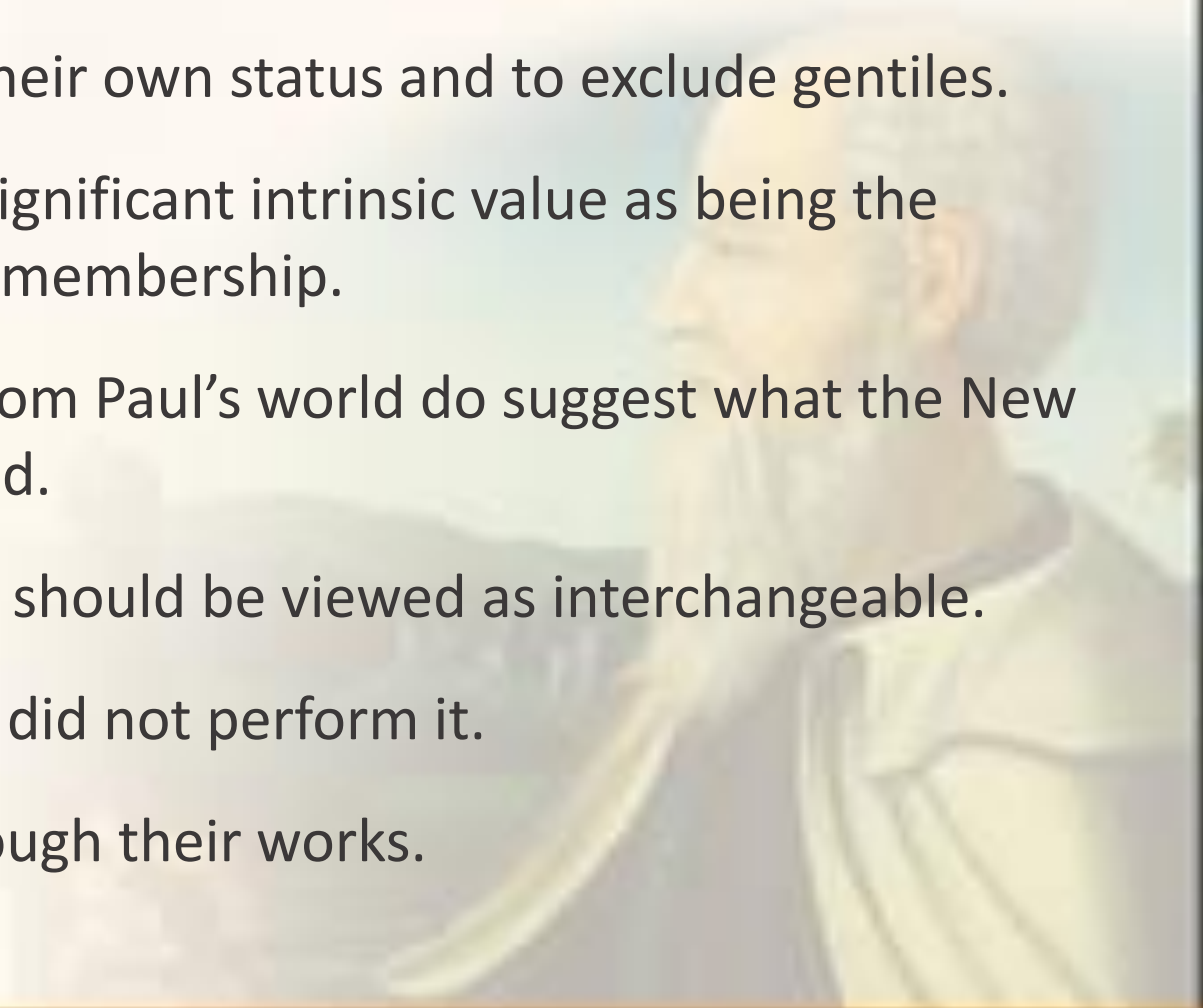 heir own status and to exclude gentiles.
ignificant intrinsic value as being the
membership.
om Paul’s world do suggest what the New
d.
should be viewed as interchangeable.
did not perform it.
ough their works.